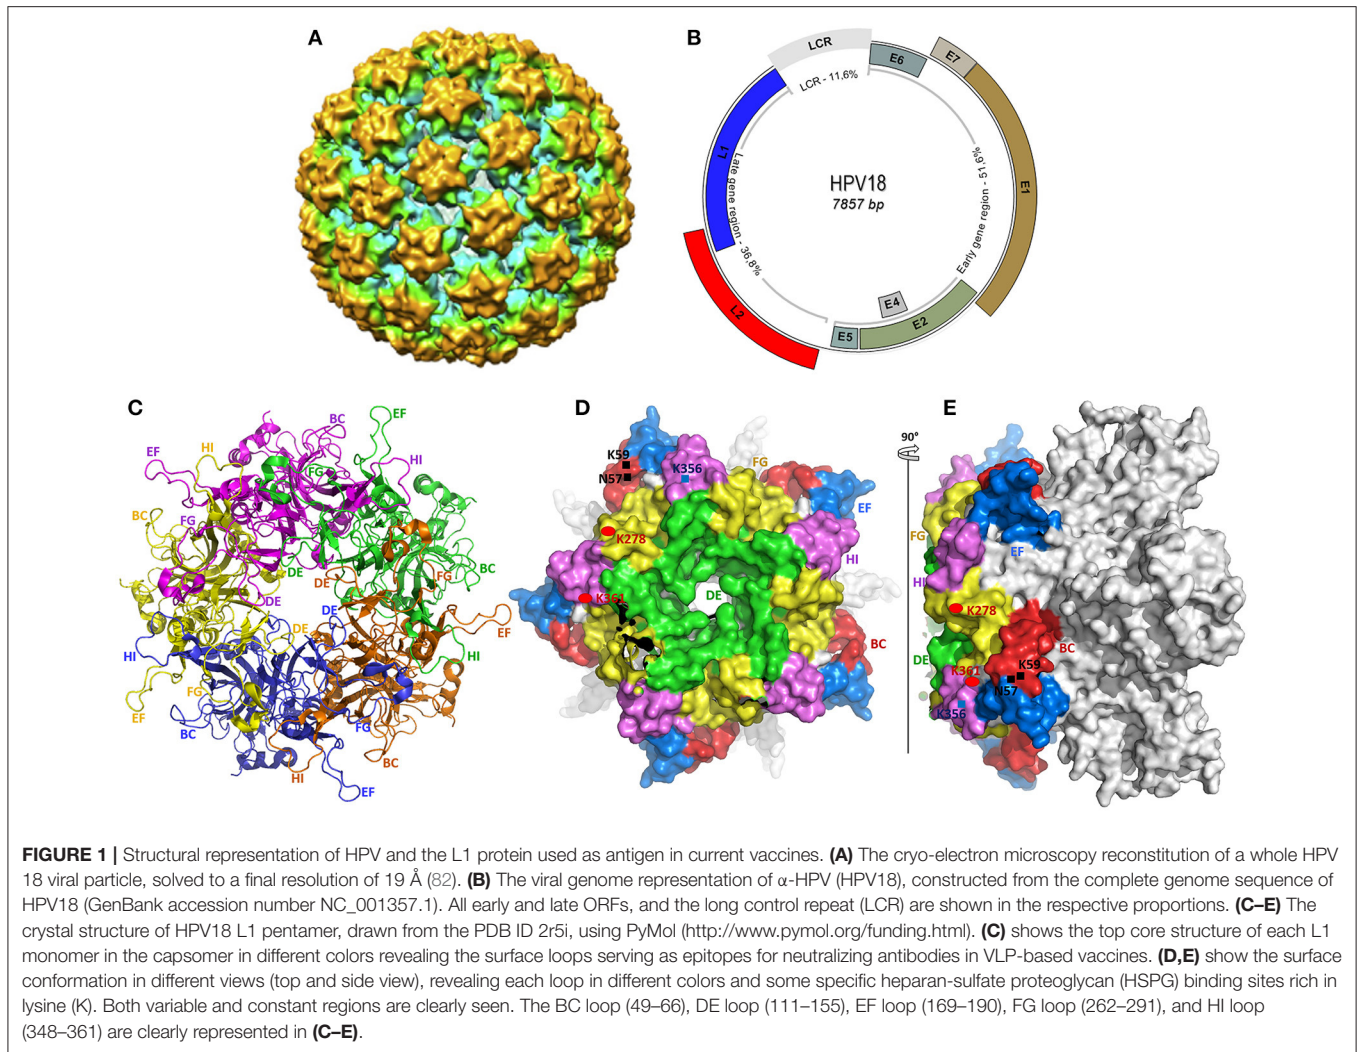 A
B
LCR
E6
E7
LCR - 11,6%
L1
Late gene region - 36,8%
HPV18
7857 bp
51,6%
Early gene region - 51,6%
E1
L2
E4
E2
E5
C
D
E
BC
EF
EF
HI
HI
FG
BC
FG
DE
DE
FG
BC
DE
DE
DE
EF
HI
HI
FG
EF
BC
FG
BC
HI
EF
K59
N57
K356
FG
EF
K278
HI
K361
DE
BC
90°
FG
EF
HI
K278
BC
DE
K361
K59
N57
K356
FIGURE 1 | Structural representation of HPV and the L1 protein used as antigen in current vaccines. (A) The cryo-electron microscopy reconstitution of a whole HPV
18 viral particle, solved to a final resolution of 19 Å (82). (B) The viral genome representation of α-HPV (HPV18), constructed from the complete genome sequence of
HPV18 (GenBank accession number NC_001357.1). All early and late ORFs, and the long control repeat (LCR) are shown in the respective proportions. (C–E) The
crystal structure of HPV18 L1 pentamer, drawn from the PDB ID 2r5i, using PyMol (http://www.pymol.org/funding.html). (C) shows the top core structure of each L1
monomer in the capsomer in different colors revealing the surface loops serving as epitopes for neutralizing antibodies in VLP-based vaccines. (D,E) show the surface
conformation in different views (top and side view), revealing each loop in different colors and some specific heparan-sulfate proteoglycan (HSPG) binding sites rich in
lysine (K). Both variable and constant regions are clearly seen. The BC loop (49–66), DE loop (111–155), EF loop (169–190), FG loop (262–291), and HI loop
(348–361) are clearly represented in (C–E).